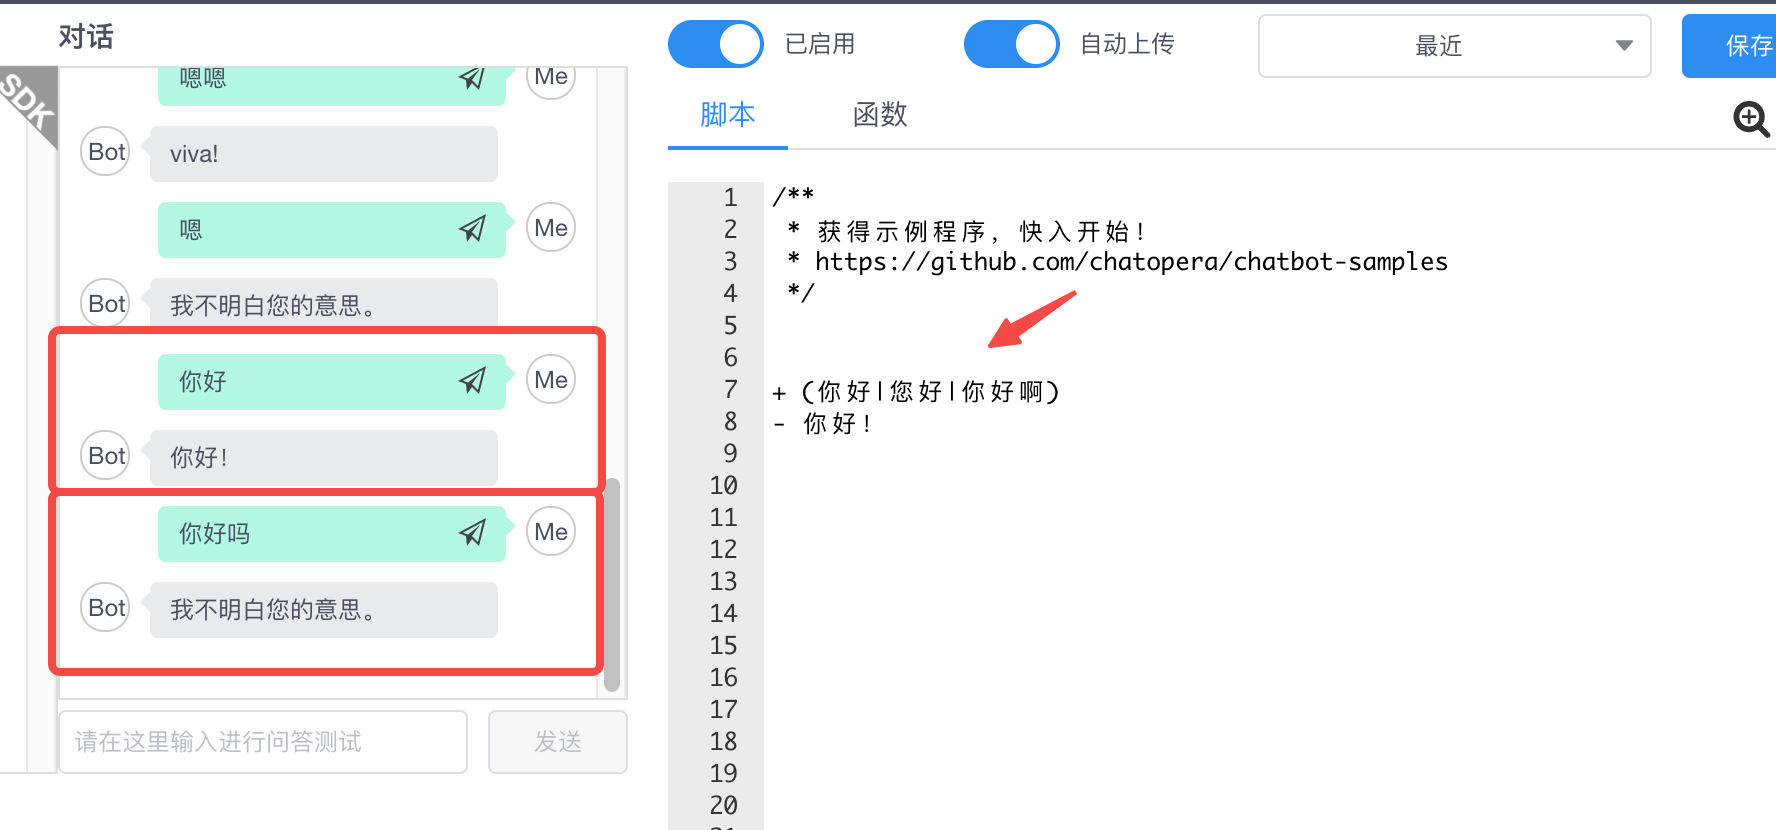 对话
已启用
自动上传
最近
保存
SDK
嗯嗯
Me
Bot
viva!
嗯
Me
Bot
我不明白您的意思。
你好
Me
Bot
你好!
你好吗
Me
Bot
我不明白您的意思。
请在这里输入进行问答测试
发送
脚本
函数
1 /**
2 * 获得示例程序，快入开始!
3 * https://github.com/chatopera/chatbot-samples
4 */
5
6
7 + (你好|您好|你好啊)
8 - 你好!
9
10
11
12
13
14
15
16
17
18
19
20